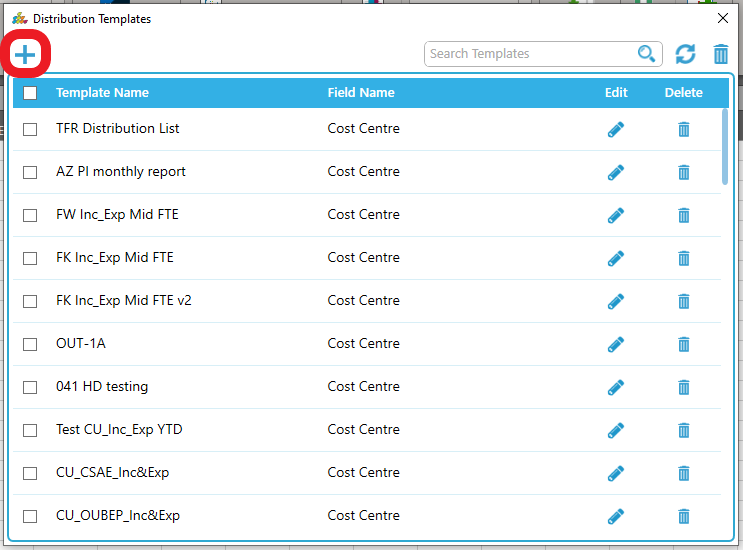 Distribution Templates
Search Templates
Template Name Field Name Edit Delete
TFR Distribution List Cost Centre
AZ PI monthly report Cost Centre
FW Inc_Exp Mid FTE Cost Centre
FK Inc_Exp Mid FTE Cost Centre
FK Inc_Exp Mid FTE v2 Cost Centre
OUT-1A Cost Centre
041 HD testing Cost Centre
Test CU_Inc_Exp YTD Cost Centre
CU_CSAE_Inc&Exp Cost Centre
CU_OUBEP_Inc&Exp Cost Centre